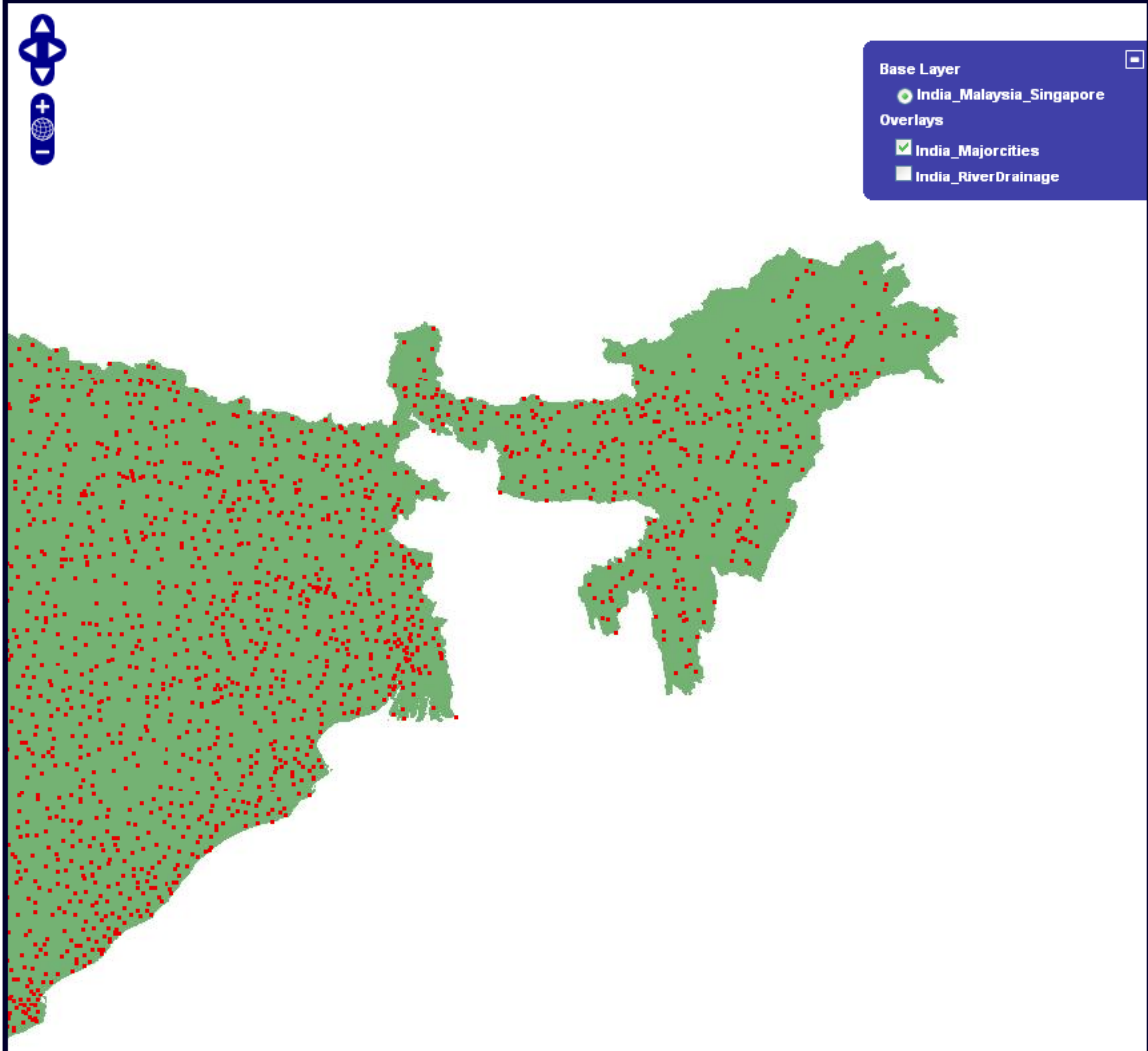 Base Layer
India_Malaysia_Singapore
Overlays
India_Majorcities
India_RiverDrainage